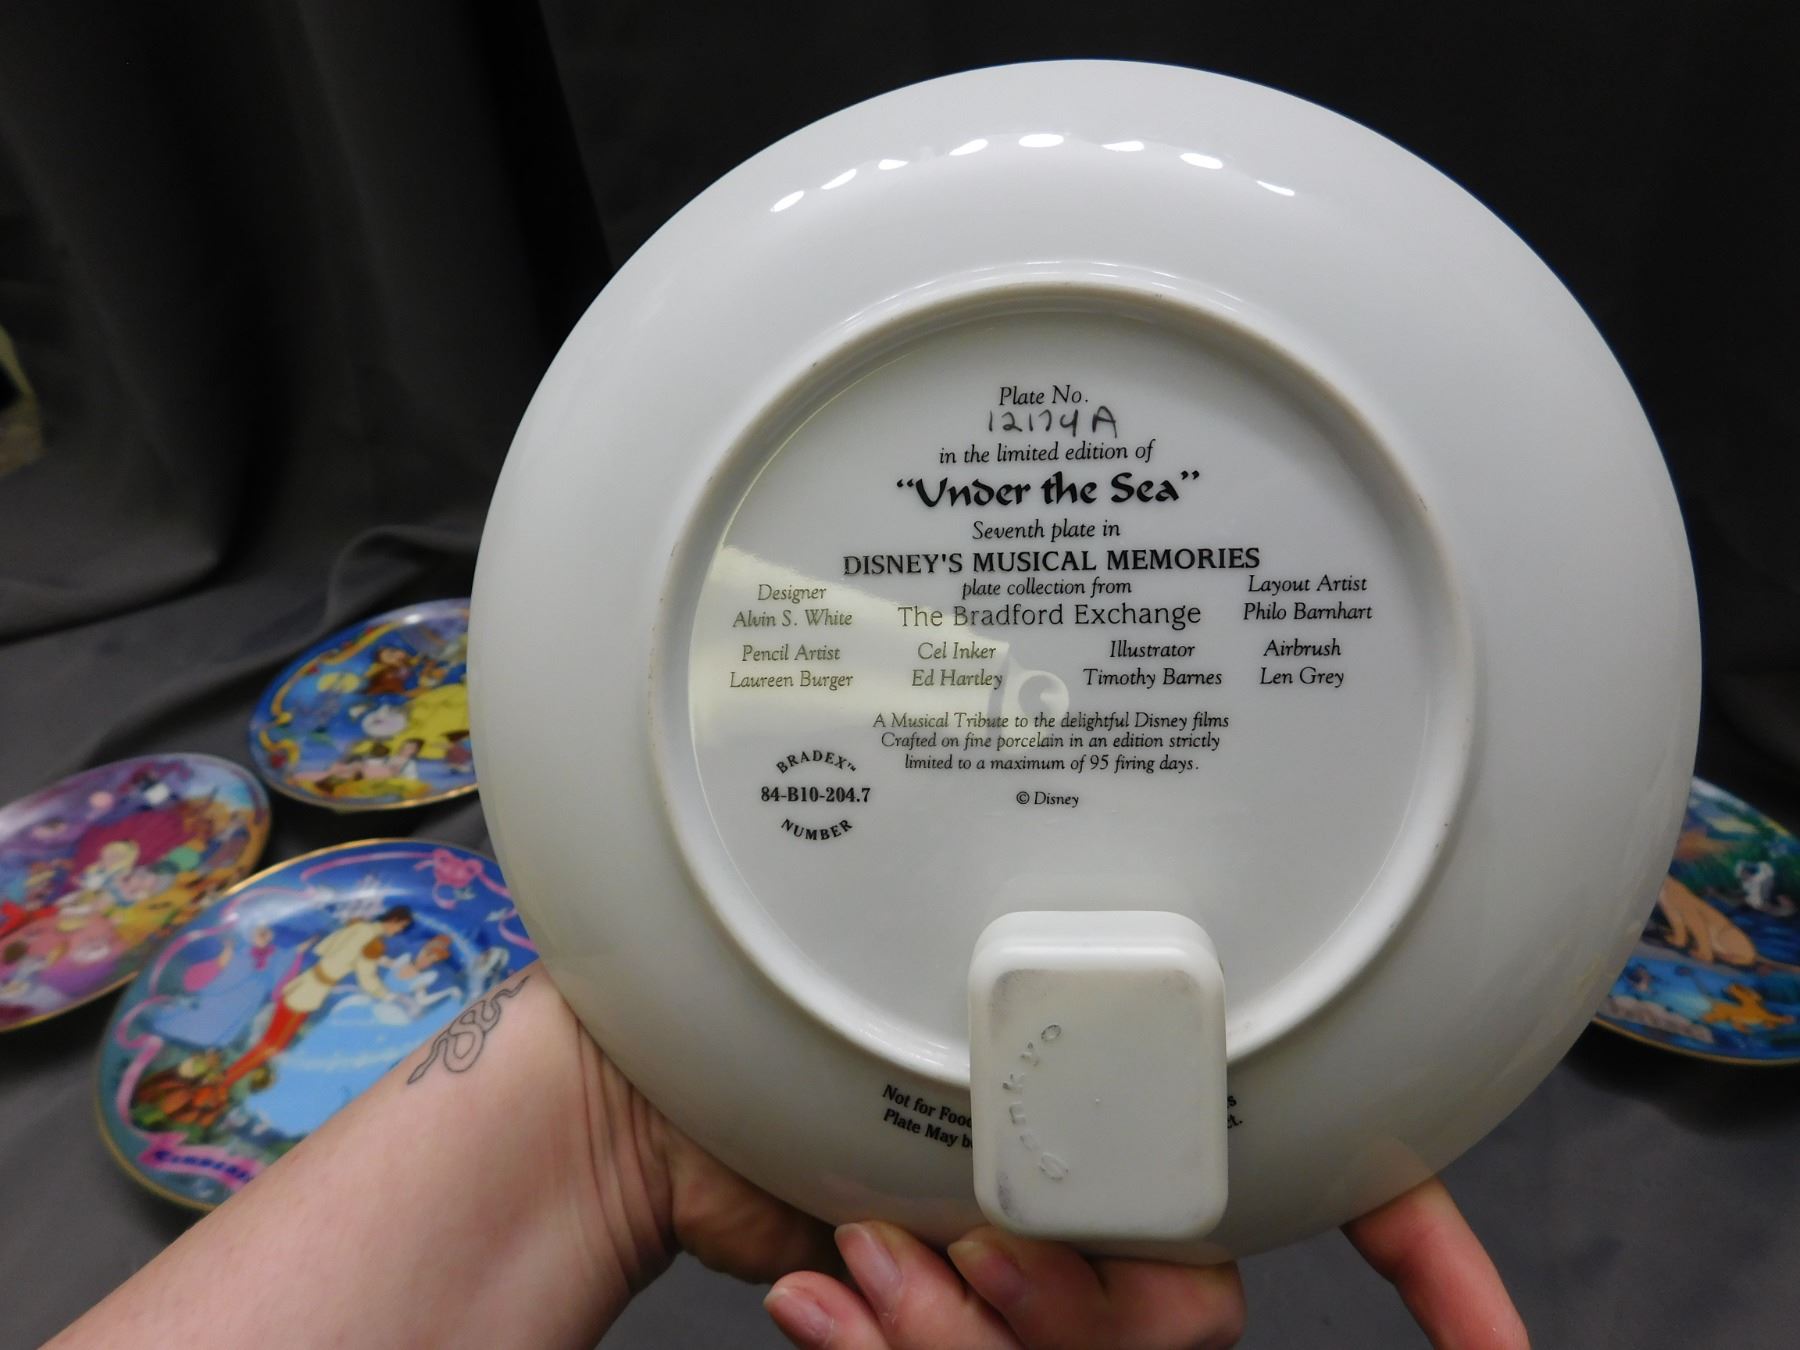 Plate No.
12174A
in the limited edition of
“Under the Sea”
Seventh plate in
DISNEY'S MUSICAL MEMORIES
plate collection from
The Bradford Exchange
Designer
Alvin S. White
Layout Artist
Philo Barnhart
Pencil Artist
Laureen Burger
Cel Inker
Ed Hartley
Illustrator
Timothy Barnes
Airbrush
Len Grey
A Musical Tribute to the delightful Disney films
Crafted on fine porcelain in an edition strictly
limited to a maximum of 95 firing days.
© Disney
BRADEX™
84-B10-204.7
NUMBER
Not for Food
Plate May
Sankyo